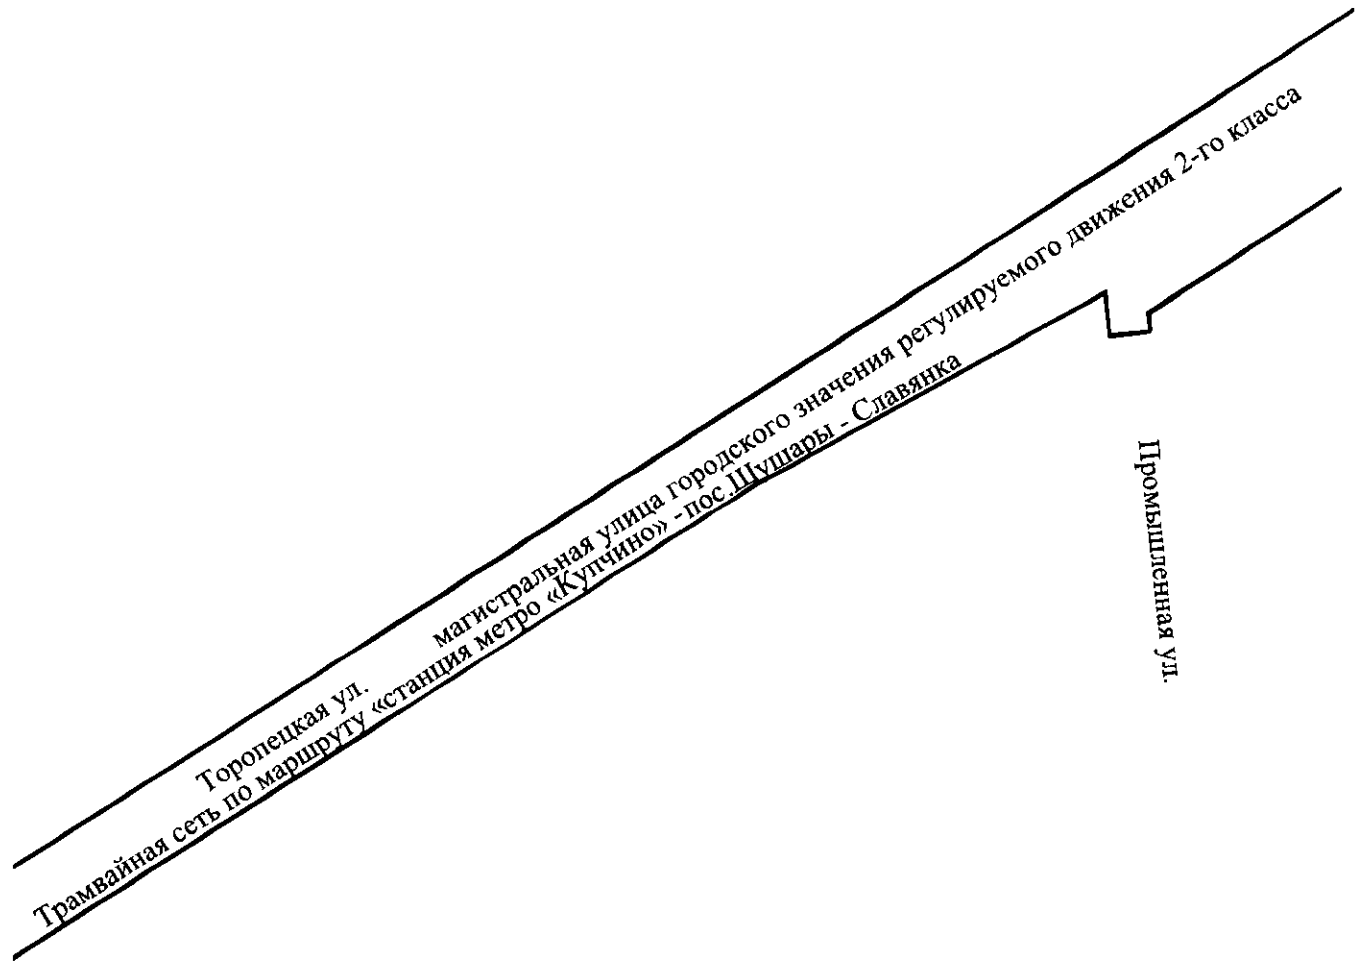 Торопецкая ул. магистральная улица городского значения регулируемого движения 2-го класса
Трамвайная сеть по маршруту «станция метро «Купчино» - пос.Шушары - Славянка
Промышленная ул.